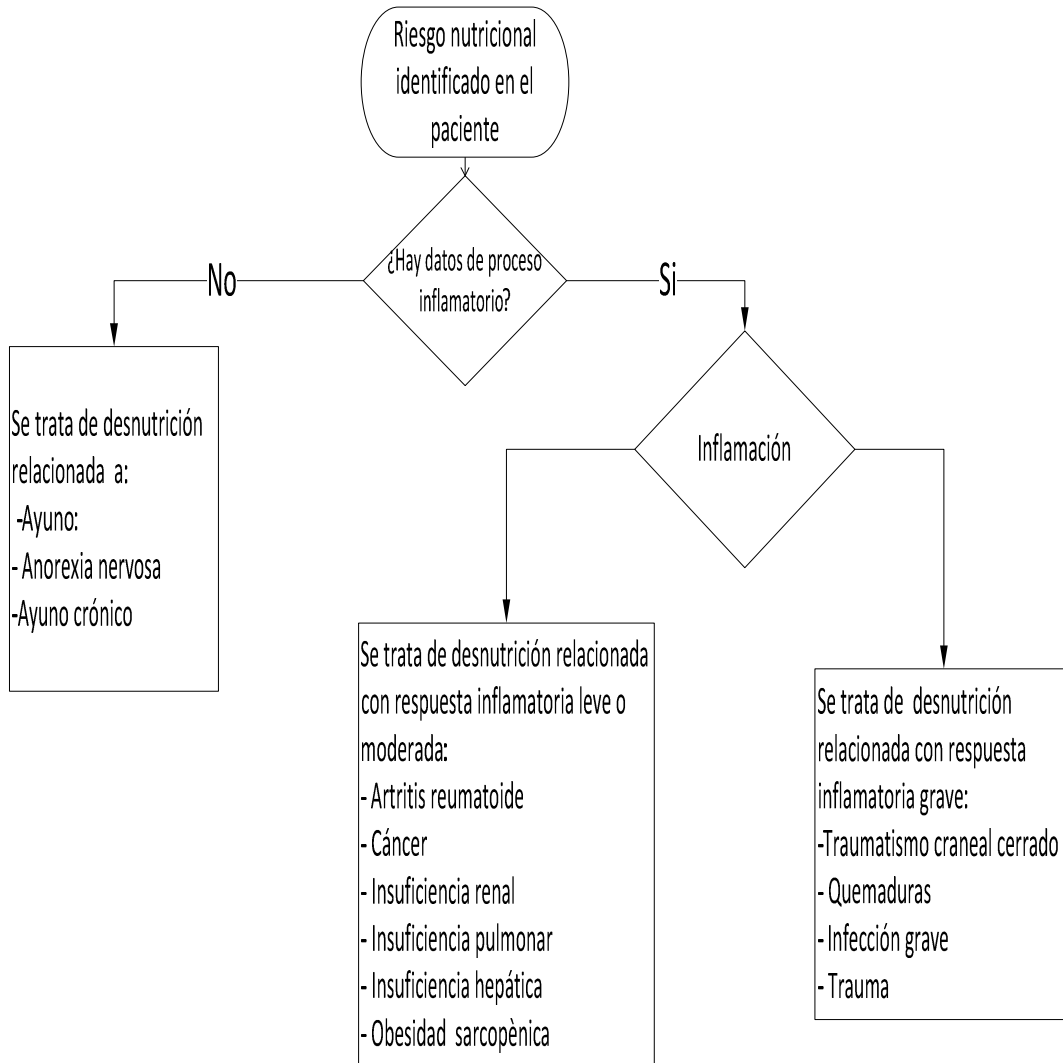 Riesgo nutricional
identificado en el
paciente
¿Hay datos de proceso
inflamatorio?
No
Si
Se trata de desnutrición
relacionada a:
-Ayuno:
- Anorexia nervosa
-Ayuno crónico
Inflamación
Se trata de desnutrición relacionada
con respuesta inflamatoria leve o
moderada:
- Artritis reumatoide
- Cáncer
- Insuficiencia renal
- Insuficiencia pulmonar
- Insuficiencia hepática
- Obesidad sarcopènica
Se trata de desnutrición
relacionada con respuesta
inflamatoria grave:
-Traumatismo craneal cerrado
- Quemaduras
- Infección grave
- Trauma